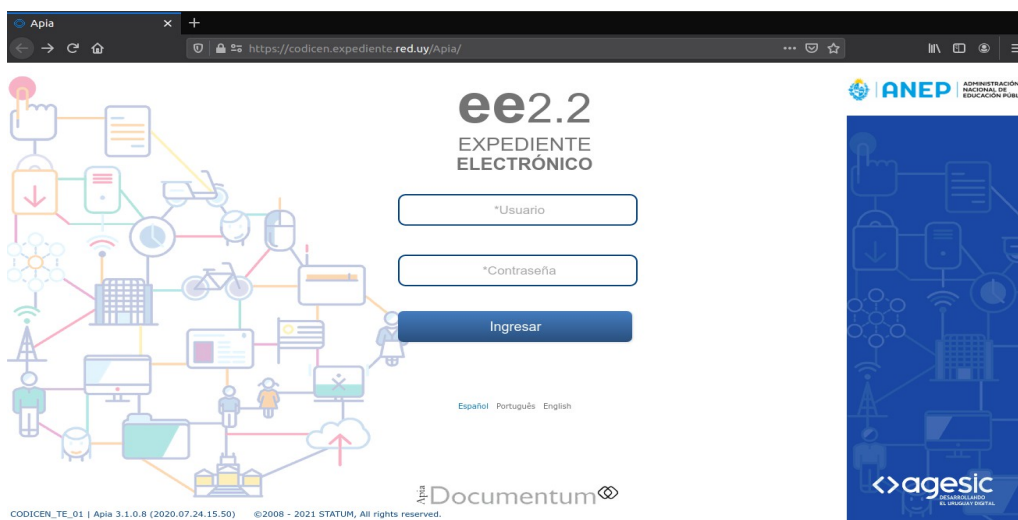 Apia
https://codicen.expediente.red.uy/Apia/
ee2.2
EXPEDIENTE
ELECTRÓNICO
*Usuario
*Contraseña
Ingresar
Español Português English
Apia Documentum
CODICEN_TE_01 | Apia 3.1.0.8 (2020.07.24.15.50) ©2008 - 2021 STATUM, All rights reserved.
ANEP
ADMINISTRACIÓN
NACIONAL DE
EDUCACIÓN PÚBL
agesic
DESARROLLANDO
EL URUGUAY DIGITAL